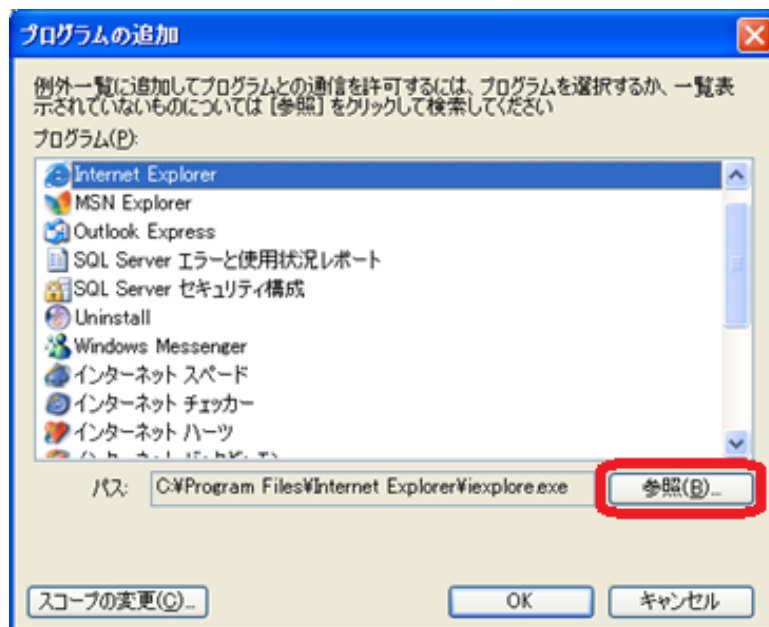 プログラムの追加
例外一覧に追加してプログラムとの通信を許可するには、プログラムを選択するか、一覧表
示されていないものについては [参照] をクリックして検索してください
プログラム(P):
Internet Explorer
MSN Explorer
Outlook Express
SQL Server エラーと使用状況レポート
SQL Server セキュリティ構成
Uninstall
Windows Messenger
インターネット スペード
インターネット チェッカー
インターネット ハーツ
パス: C:¥Program Files¥Internet Explorer¥iexplore.exe 参照(B)...
スコープの変更(C)... OK キャンセル